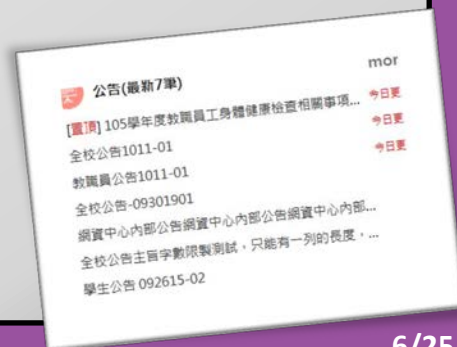 公告(最新7筆)
mor
[置頂] 105學年度教職員工身體健康檢查相關事項... 今日更
全校公告1011-01 今日更
教職員公告1011-01 今日更
全校公告-09301901
網資中心內部公告網資中心內部公告網資中心內部...
全校公告主旨字數限製測試，只能有一列的長度，...
學生公告 092615-02
6/25